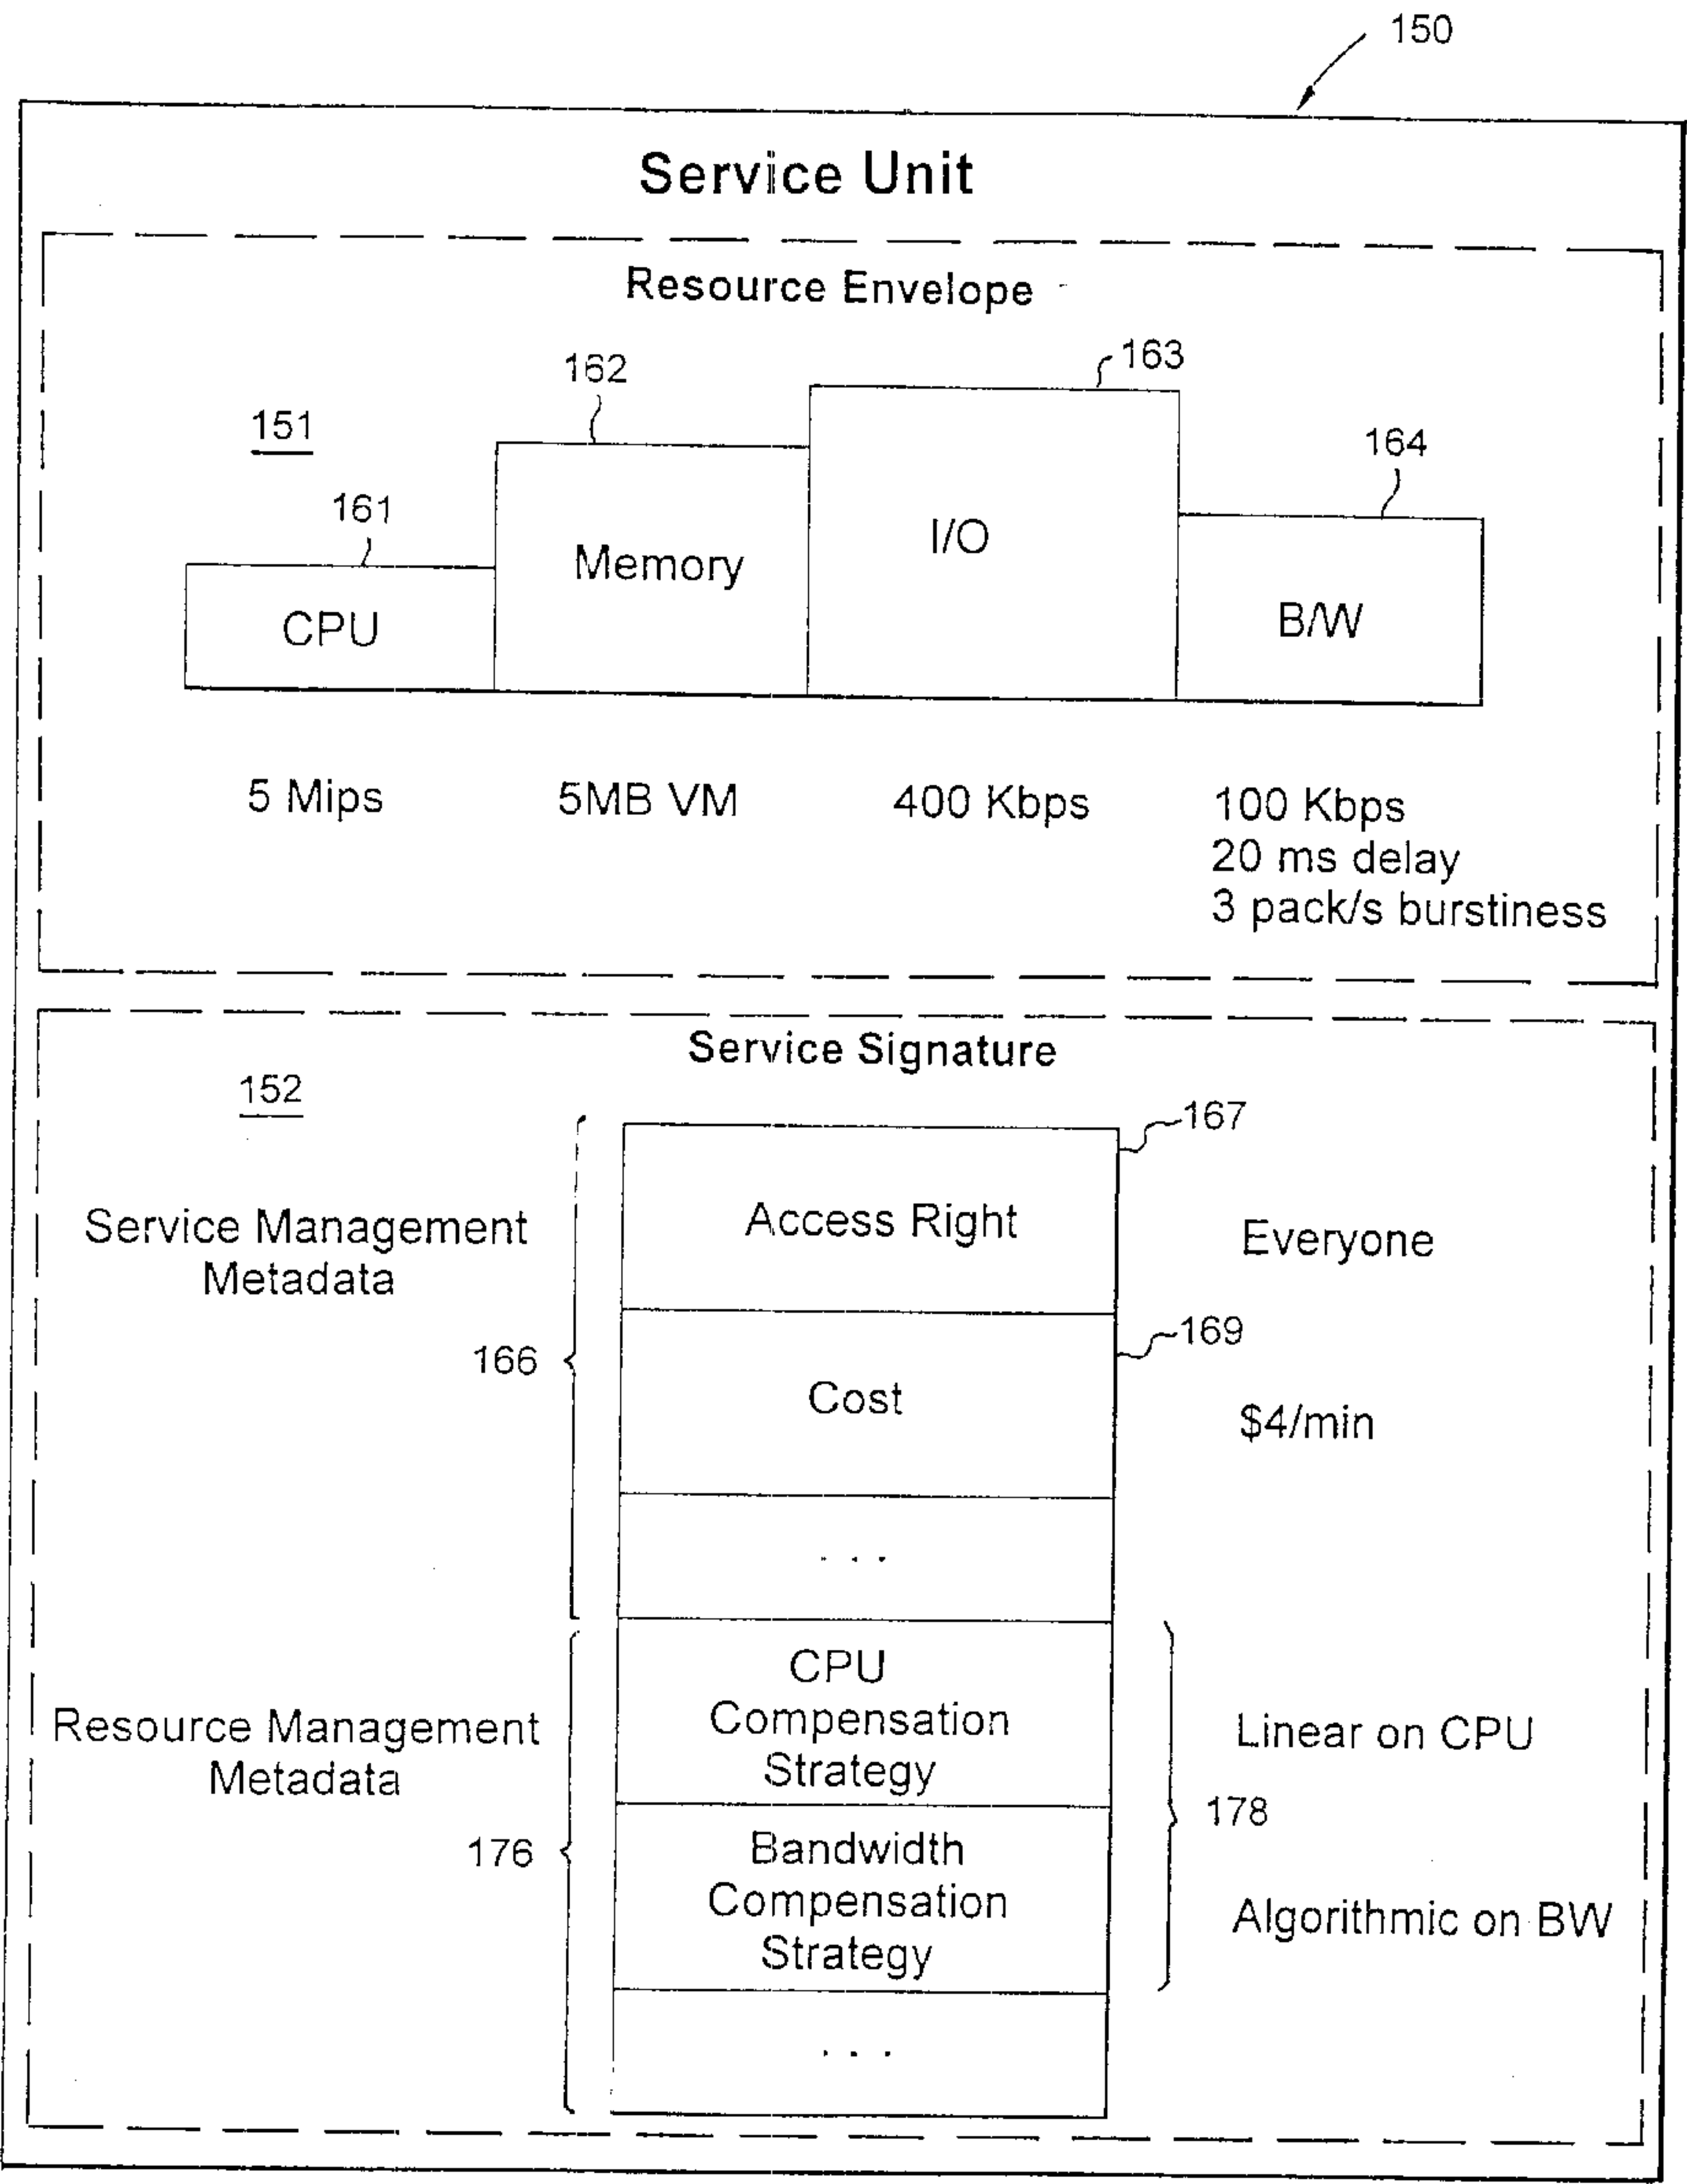 150
Service Unit
Resource Envelope
151
161
162
163
164
CPU
Memory
I/O
B/W
5 Mips
5MB VM
400 Kbps
100 Kbps
20 ms delay
3 pack/s burstiness
Service Signature
152
167
Service Management
Metadata
Access Right
Everyone
166
169
Cost
$4/min
. . .
Resource Management
Metadata
CPU
Compensation
Strategy
Linear on CPU
178
176
Bandwidth
Compensation
Strategy
Algorithmic on BW
. . .